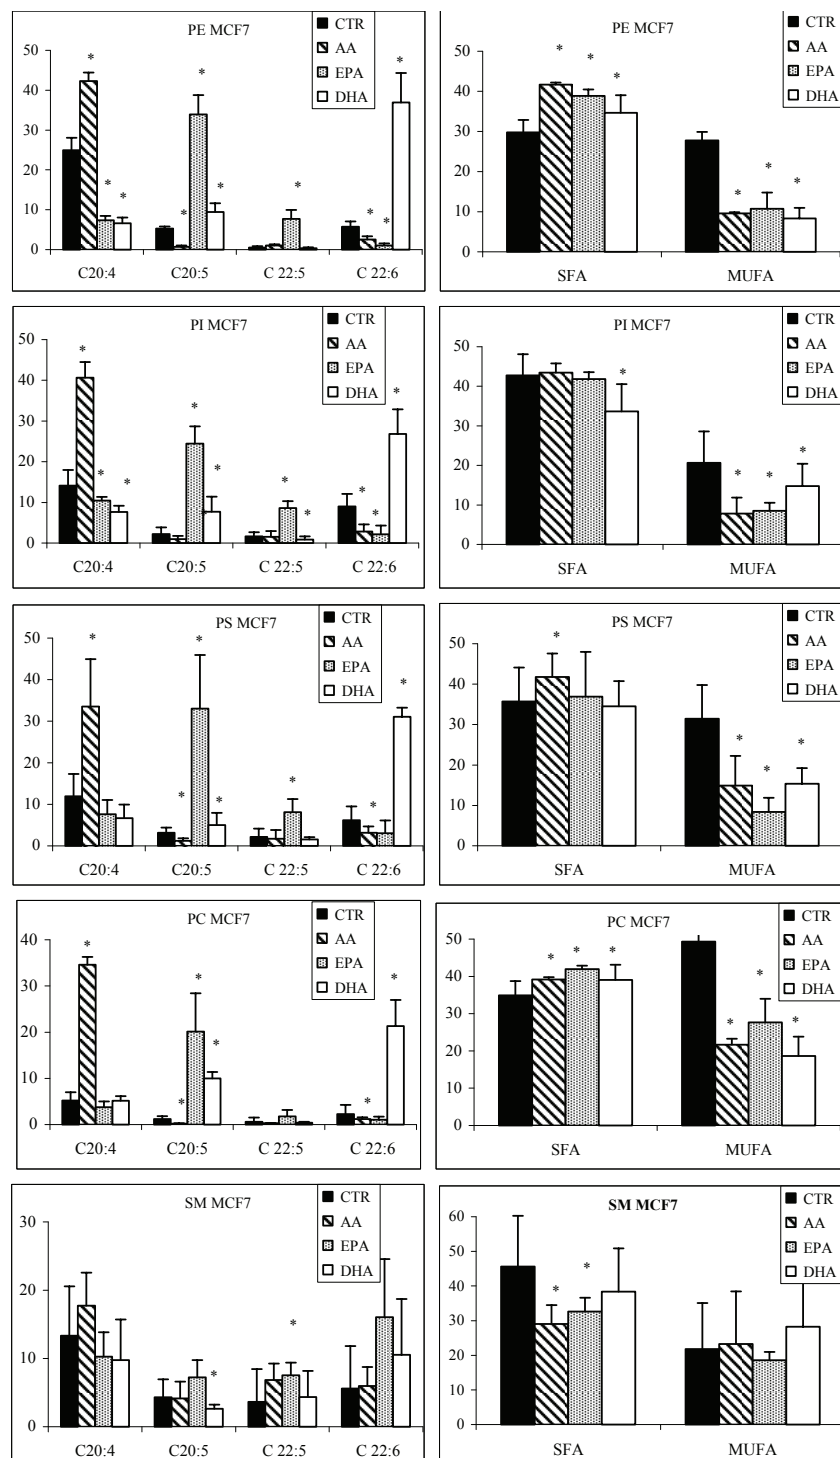 PE MCF7
CTR
AA
EPA
DHA
50
40
30
20
10
0
* * * * * * * * *
C20:4 C20:5 C 22:5 C 22:6
PE MCF7
CTR
AA
EPA
DHA
50
40
30
20
10
0
* * * * * *
SFA MUFA
PI MCF7
CTR
AA
EPA
DHA
50
40
30
20
10
0
* * * * * * * * * *
C20:4 C20:5 C 22:5 C 22:6
PI MCF7
CTR
AA
EPA
DHA
50
40
30
20
10
0
* * * *
SFA MUFA
PS MCF7
CTR
AA
EPA
DHA
50
40
30
20
10
0
* * * * * * *
C20:4 C20:5 C 22:5 C 22:6
PS MCF7
CTR
AA
EPA
DHA
50
40
30
20
10
0
* * * *
SFA MUFA
PC MCF7
CTR
AA
EPA
DHA
40
30
20
10
0
* * * * * *
C20:4 C20:5 C 22:5 C 22:6
PC MCF7
CTR
AA
EPA
DHA
50
40
30
20
10
0
* * * * * *
SFA MUFA
SM MCF7
CTR
AA
EPA
DHA
30
20
10
0
* *
C20:4 C20:5 C 22:5 C 22:6
SM MCF7
CTR
AA
EPA
DHA
60
50
40
30
20
10
0
* *
SFA MUFA